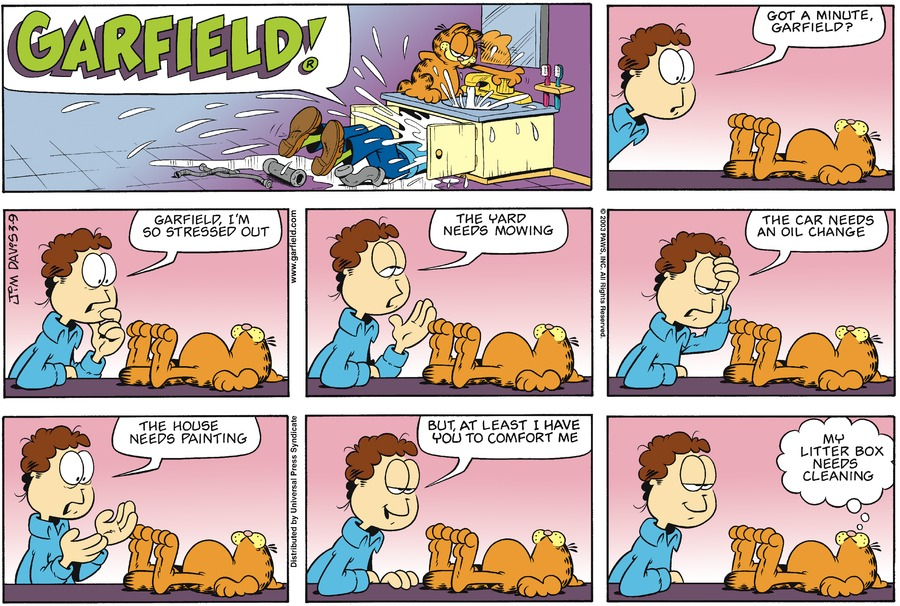 GARFIELD!®
GOT A MINUTE,
GARFIELD?
JIM DAVIS 3-9
GARFIELD, I'M
SO STRESSED OUT
www.garfield.com
THE YARD
NEEDS MOWING
© 2003 PAWS, INC. All Rights Reserved.
THE CAR NEEDS
AN OIL CHANGE
THE HOUSE
NEEDS PAINTING
Distributed by Universal Press Syndicate
BUT, AT LEAST I HAVE
YOU TO COMFORT ME
MY
LITTER BOX
NEEDS
CLEANING